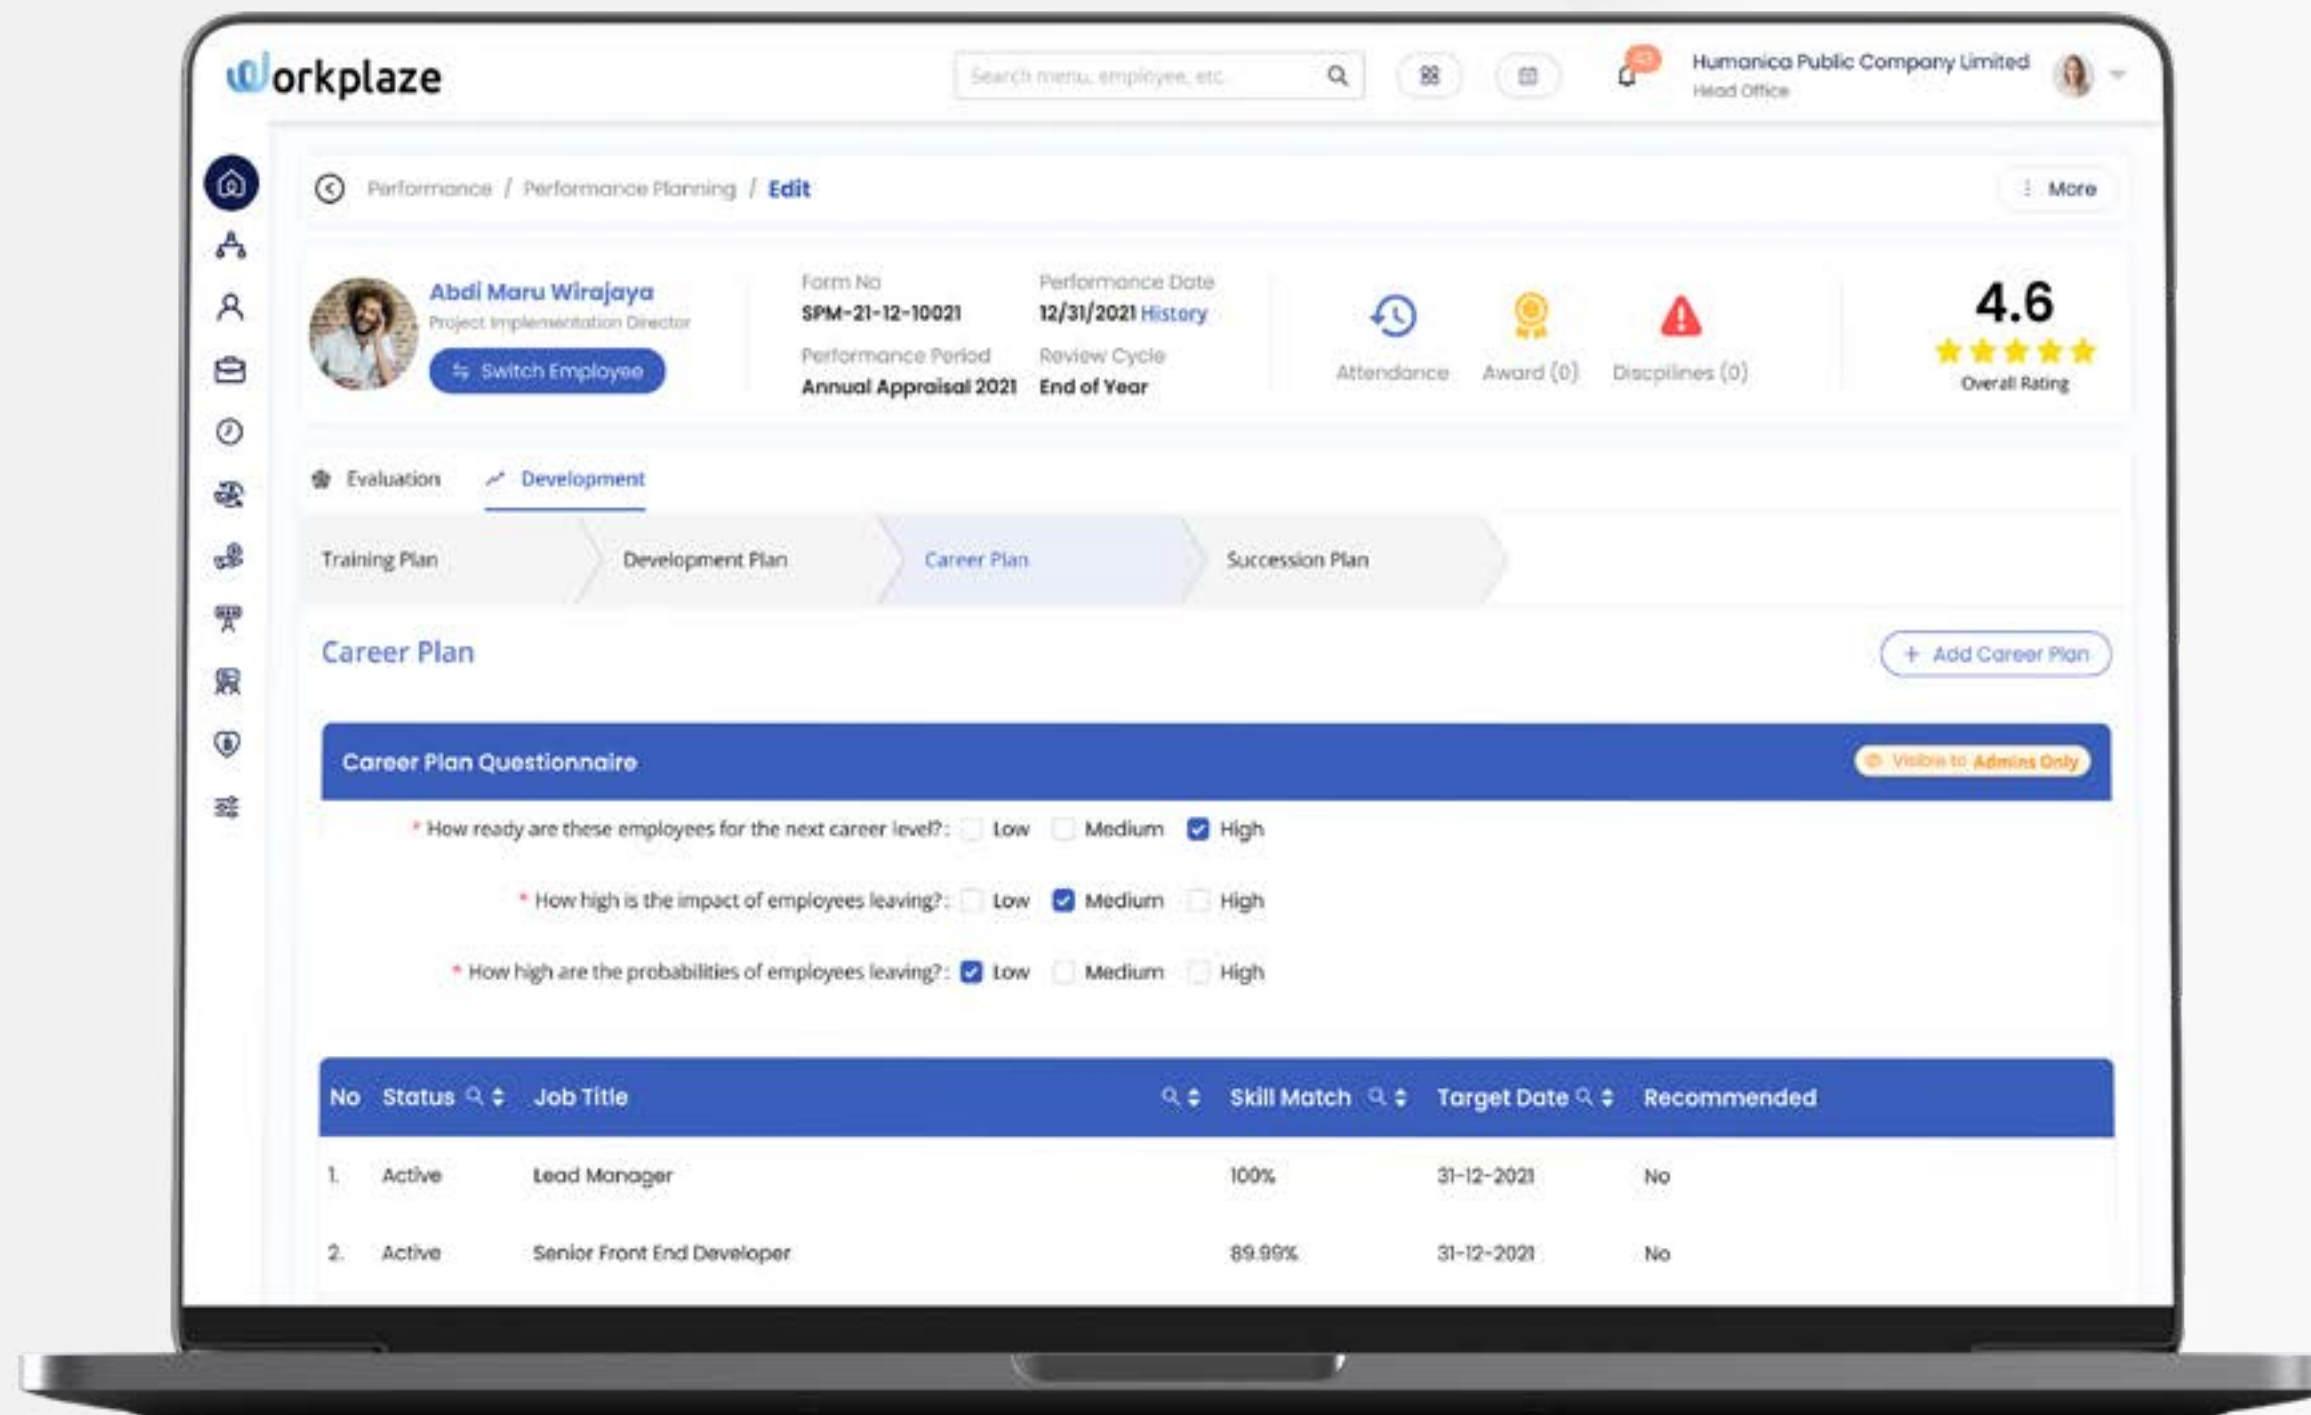 Workplaze
Search menu, employee, etc.
Humanica Public Company Limited
Head Office
Performance / Performance Planning / Edit
More
Abdi Maru Wirajaya
Project Implementation Director
Switch Employee
Form No
SPM-21-12-10021
Performance Date
12/31/2021 History
Performance Period
Annual Appraisal 2021
Review Cycle
End of Year
Attendance
Award (0)
Discpilines (0)
4.6
Overall Rating
Evaluation
Development
Training Plan
Development Plan
Career Plan
Succession Plan
Career Plan
+ Add Career Plan
Career Plan Questionnaire
Visible to Admins Only
* How ready are these employees for the next career level?: Low Medium High
* How high is the impact of employees leaving?: Low Medium High
* How high are the probabilities of employees leaving?: Low Medium High
No Status Job Title Skill Match Target Date Recommended
1. Active Lead Manager 100% 31-12-2021 No
2. Active Senior Front End Developer 89.99% 31-12-2021 No